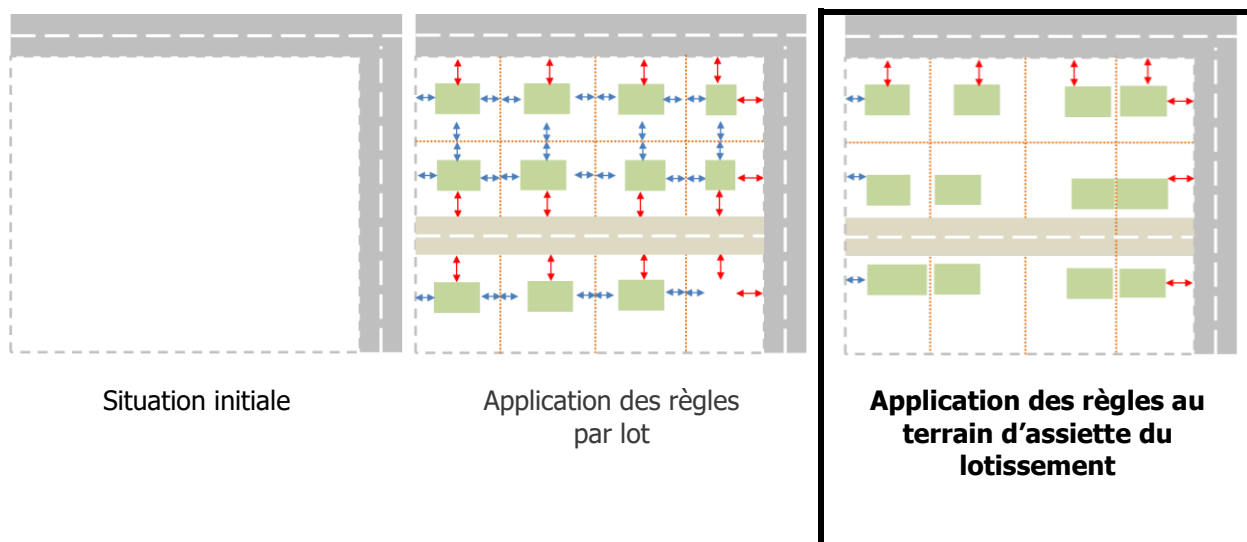 Situation initiale
Application des règles
par lot
Application des règles au
terrain d’assiette du
lotissement